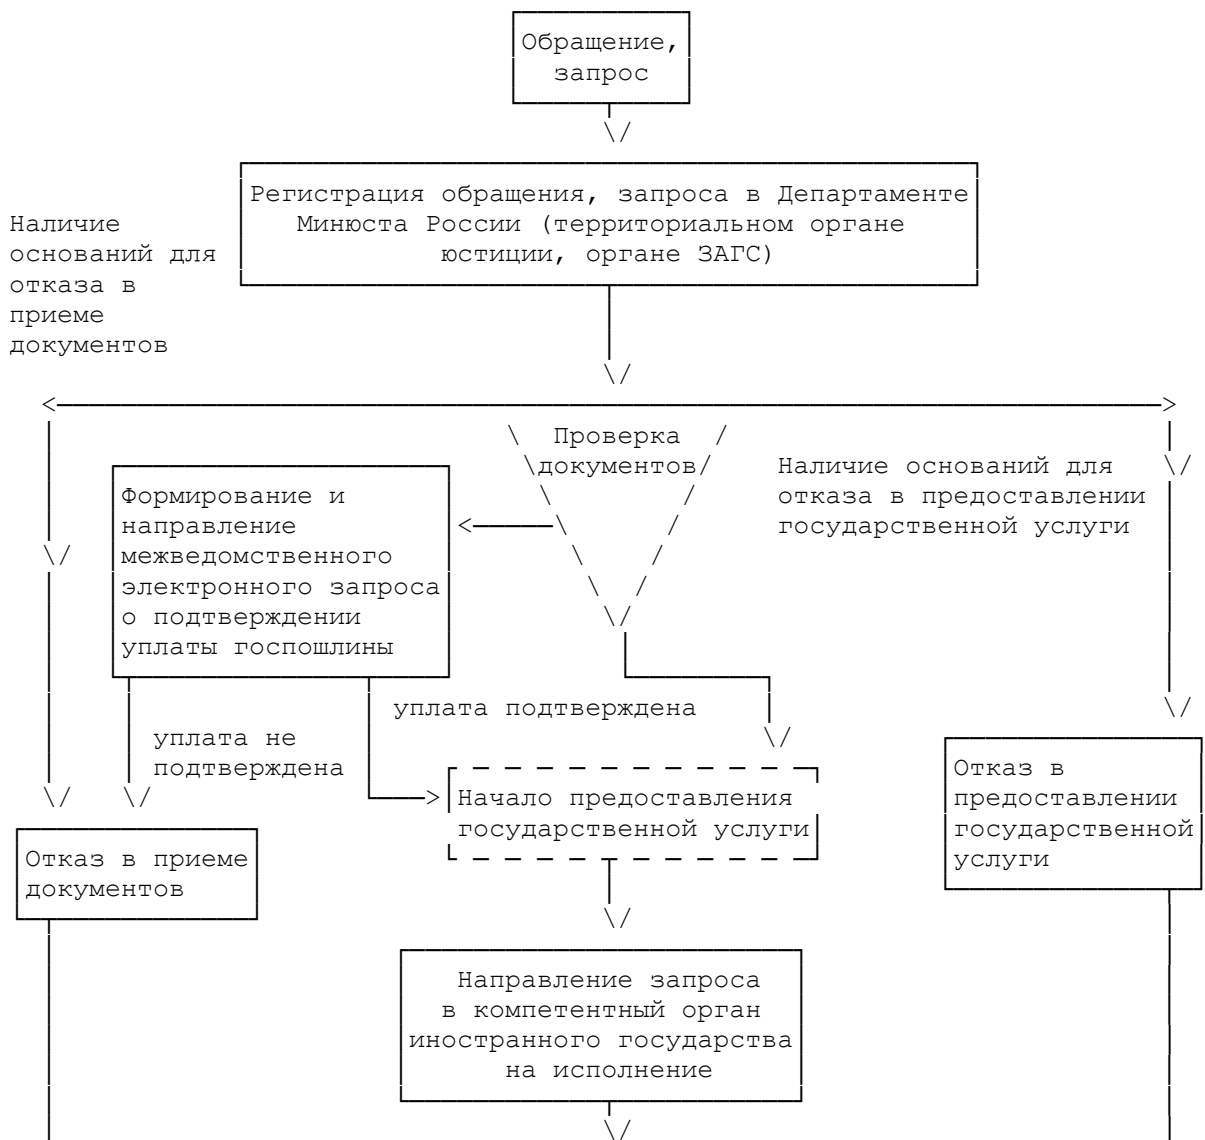 Обращение,
запрос
Регистрация обращения, запроса в Департаменте
Минюста России (территориальном органе
юстиции, органе ЗАГС)
Наличие
оснований для
отказа в
приеме
документов
Проверка
документов
Наличие оснований для
отказа в предоставлении
государственной услуги
Формирование и
направление
межведомственного
электронного запроса
о подтверждении
уплаты госпошлины
уплата подтверждена
уплата не
подтверждена
Начало предоставления
государственной услуги
Отказ в
предоставлении
государственной
услуги
Отказ в приеме
документов
Направление запроса
в компетентный орган
иностранного государства
на исполнение